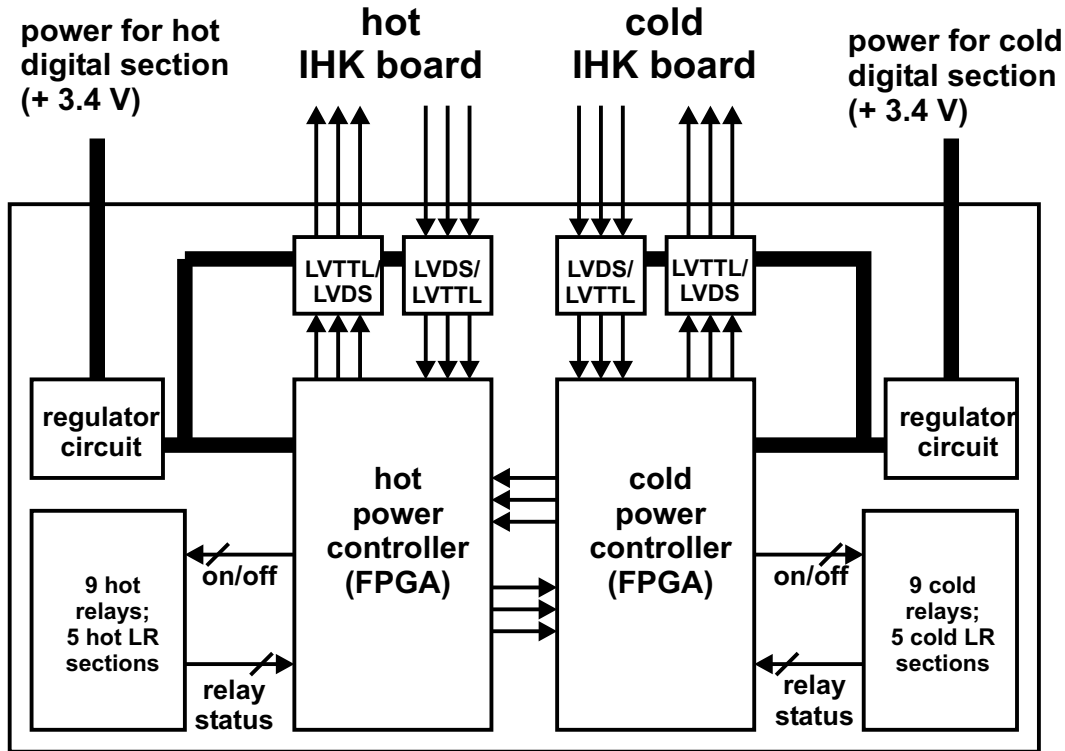 power for hot
digital section
(+ 3.4 V)
hot
IHK board
cold
IHK board
power for cold
digital section
(+ 3.4 V)
LVTTL/
LVDS
LVDS/
LVTTL
LVDS/
LVTTL
LVTTL/
LVDS
regulator
circuit
regulator
circuit
hot
power
controller
(FPGA)
cold
power
controller
(FPGA)
9 hot
relays;
5 hot LR
sections
on/off
relay
status
on/off
relay
status
9 cold
relays;
5 cold LR
sections